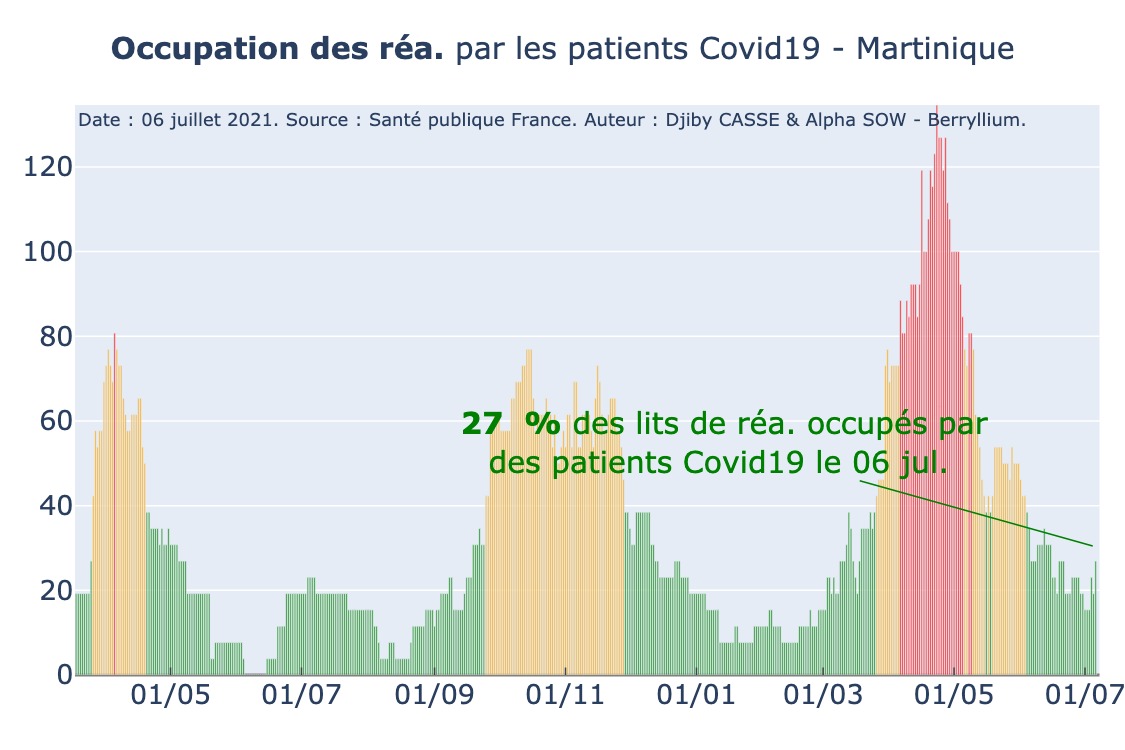 Occupation des réa. par les patients Covid19 - Martinique
Date : 06 juillet 2021. Source : Santé publique France. Auteur : Djiby CASSE & Alpha SOW - Berryllium.
120
100
80
60
40
20
0
27 % des lits de réa. occupés par
des patients Covid19 le 06 jul.
01/05 01/07 01/09 01/11 01/01 01/03 01/05 01/07